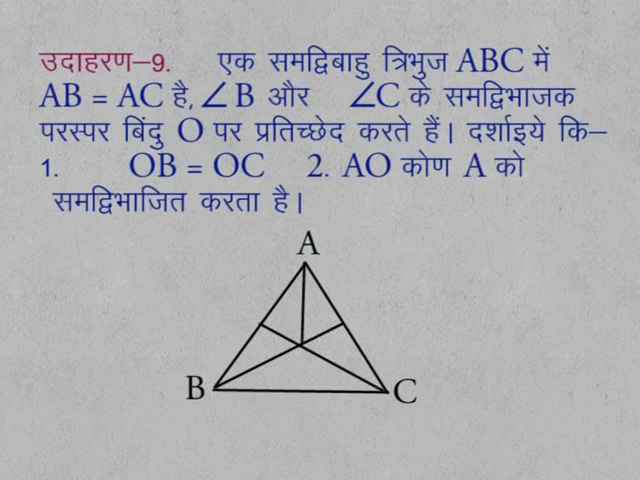 उदाहरण–9. एक समद्विबाहु त्रिभुज ABC में
AB = AC है, ∠B और ∠C के समद्विभाजक
परस्पर बिंदु O पर प्रतिच्छेद करते हैं। दर्शाइये कि–
1. OB = OC 2. AO कोण A को
समद्विभाजित करता है।
A
B
C